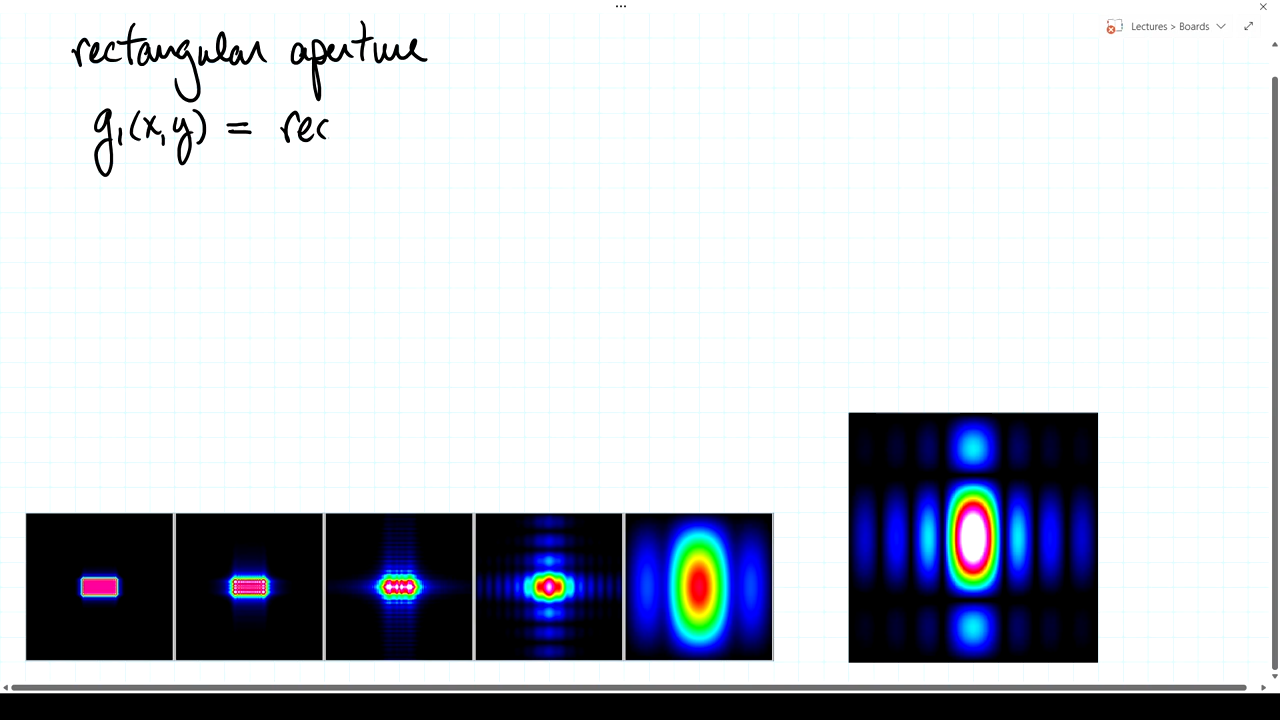 Lectures > Boards
rectangular aperture
g₁(x,y) = rec